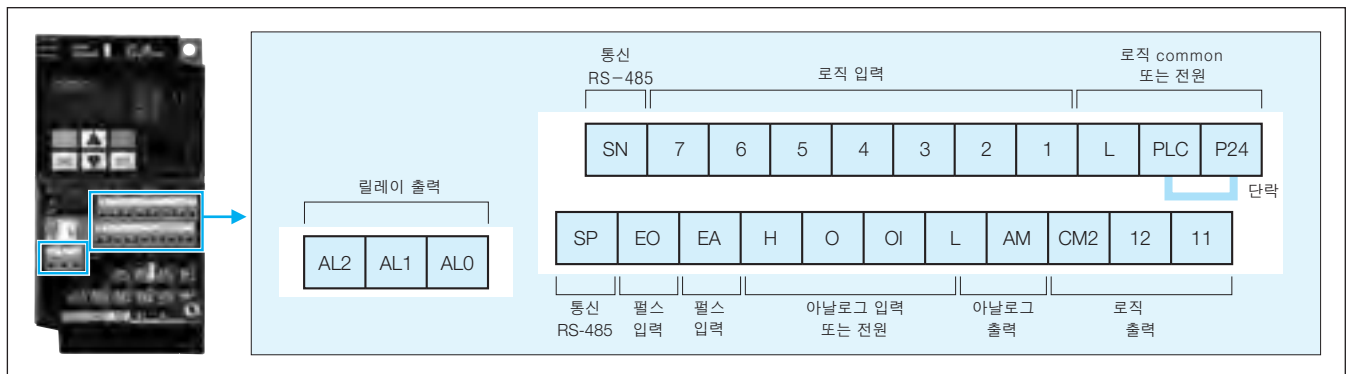 통신
RS-485
로직 입력
로직 common
또는 전원
SN 7 6 5 4 3 2 1 L PLC P24
단락
릴레이 출력
AL2 AL1 AL0
SP EO EA H O OI L AM CM2 12 11
통신
RS-485
펄스
입력
펄스
입력
아날로그 입력
또는 전원
아날로그
출력
로직
출력